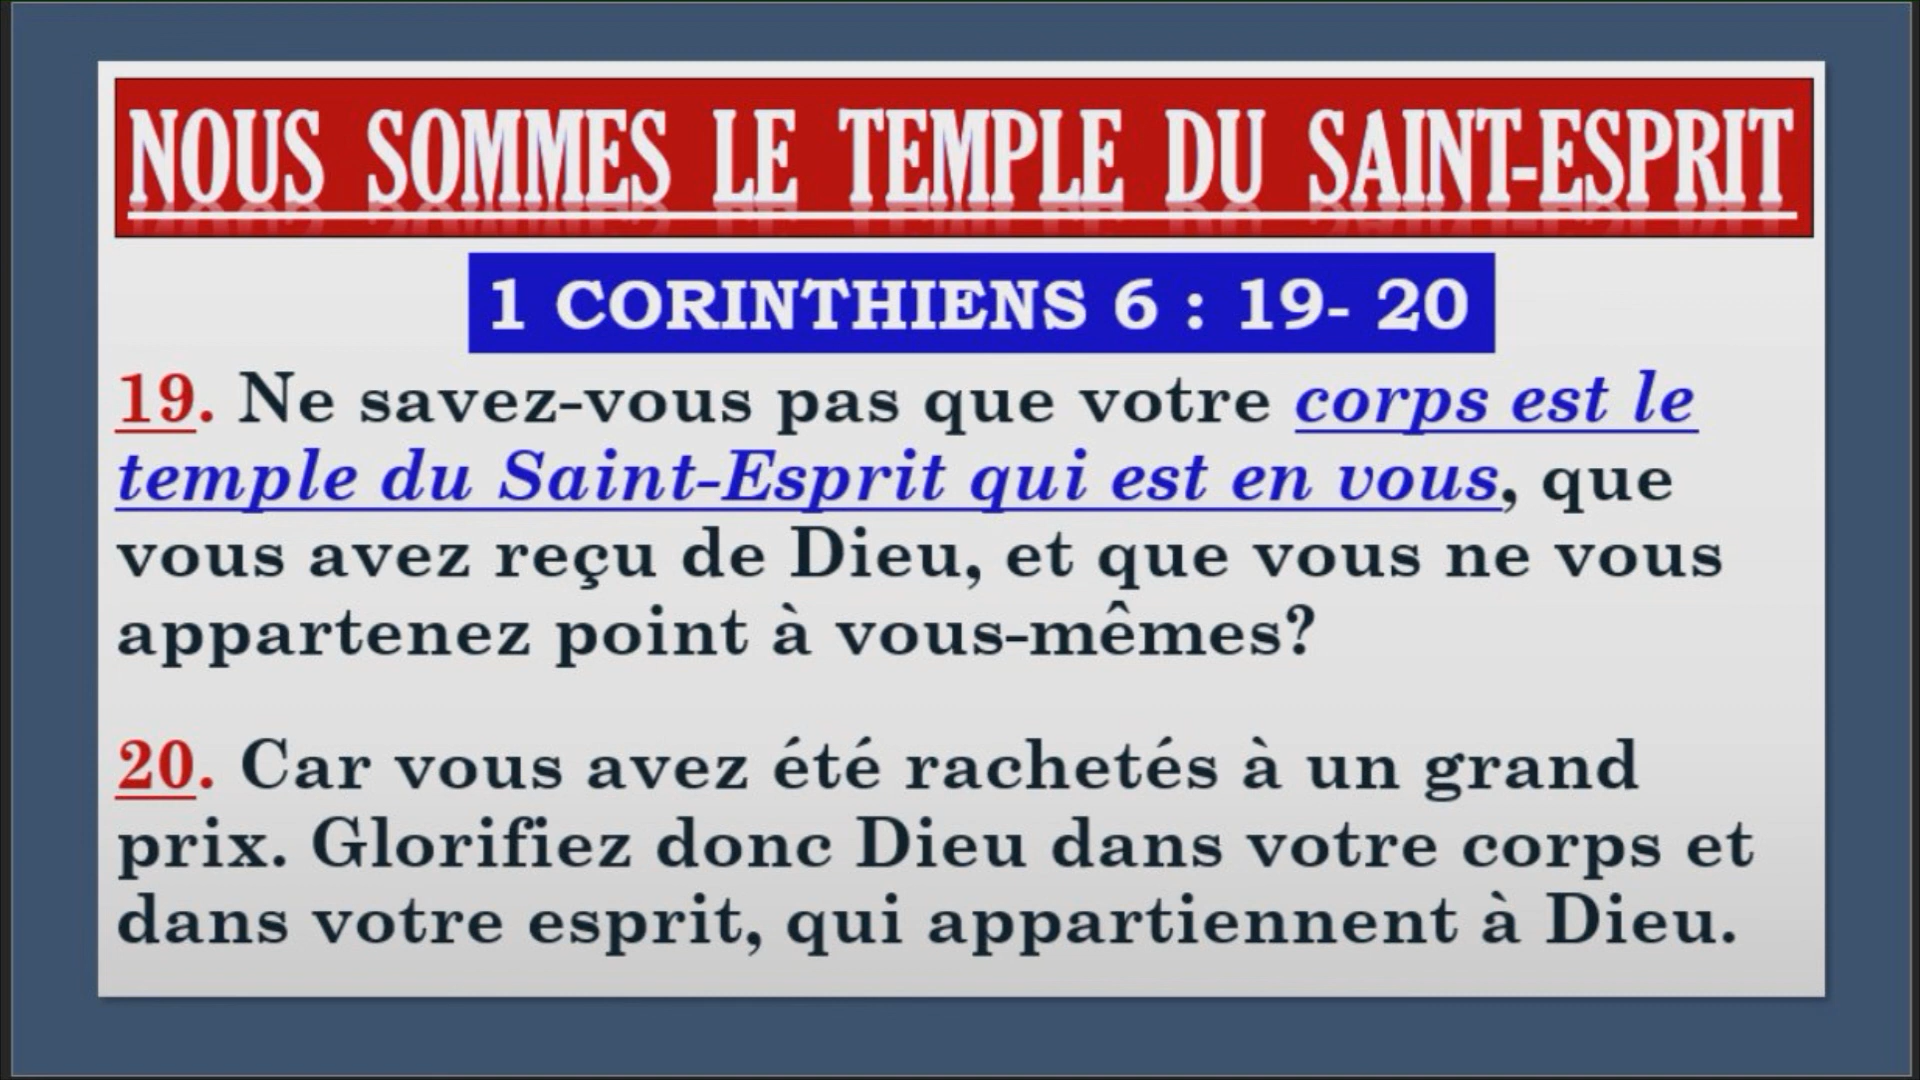 NOUS SOMMES LE TEMPLE DU SAINT-ESPRIT
1 CORINTHIENS 6 : 19- 20
19. Ne savez-vous pas que votre corps est le
temple du Saint-Esprit qui est en vous, que
vous avez reçu de Dieu, et que vous ne vous
appartenez point à vous-mêmes?
20. Car vous avez été rachetés à un grand
prix. Glorifiez donc Dieu dans votre corps et
dans votre esprit, qui appartiennent à Dieu.